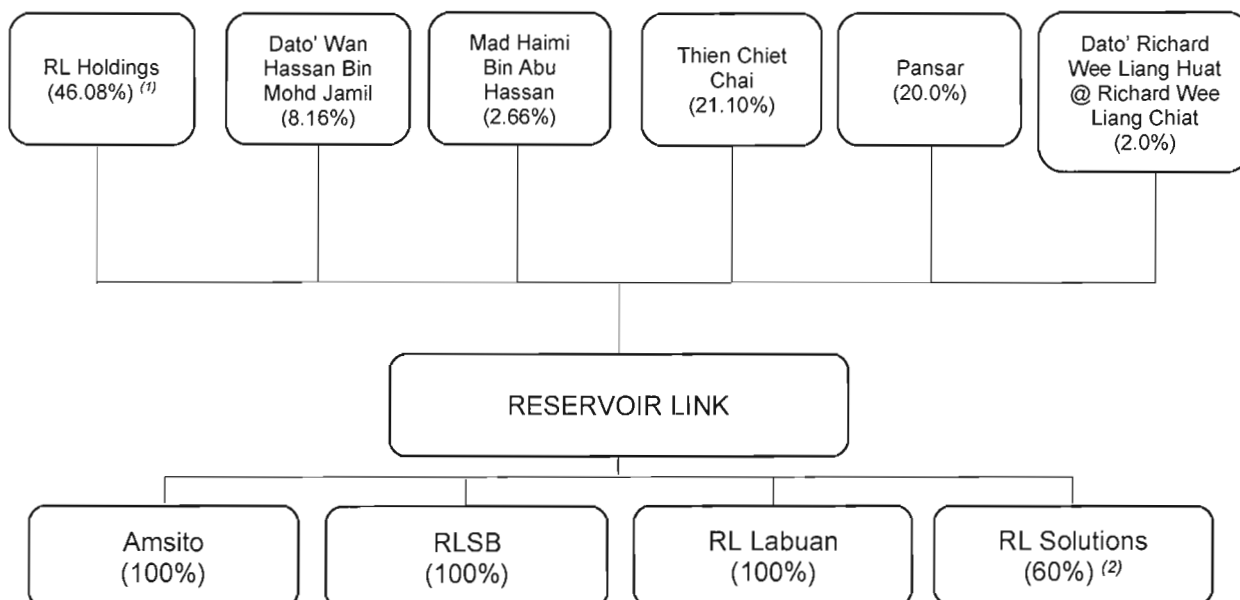 RL Holdings
(46.08%) (1)
Dato' Wan
Hassan Bin
Mohd Jamil
(8.16%)
Mad Haimi
Bin Abu
Hassan
(2.66%)
Thien Chiet
Chai
(21.10%)
Pansar
(20.0%)
Dato' Richard
Wee Liang Huat
@ Richard Wee
Liang Chiat
(2.0%)
RESERVOIR LINK
Amsito
(100%)
RLSB
(100%)
RL Labuan
(100%)
RL Solutions
(60%) (2)